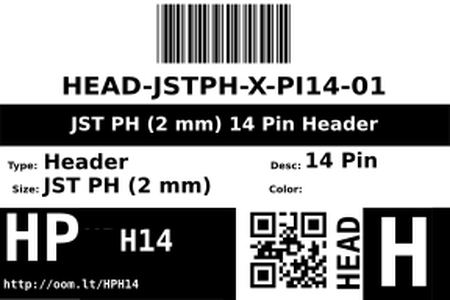 HEAD-JSTPH-X-PI14-01
JST PH (2 mm) 14 Pin Header
Type: Header
Desc: 14 Pin
Size: JST PH (2 mm)
Color:
HP H14
http://oom.lt/HPH14
HEAD
H